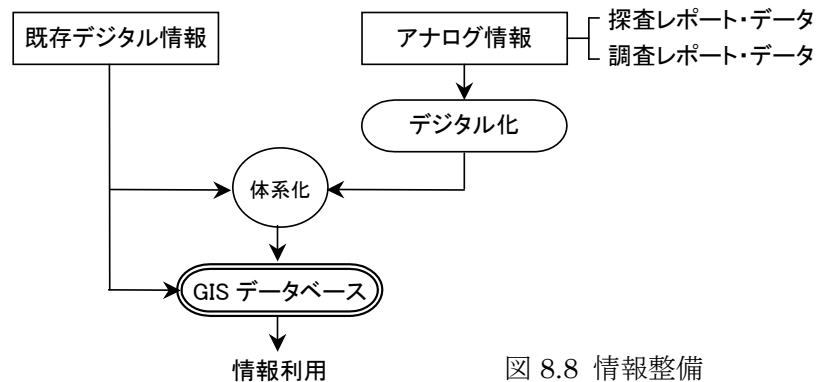 既存デジタル情報
アナログ情報
探査レポート・データ
調査レポート・データ
デジタル化
体系化
GIS データベース
情報利用
図 8.8 情報整備